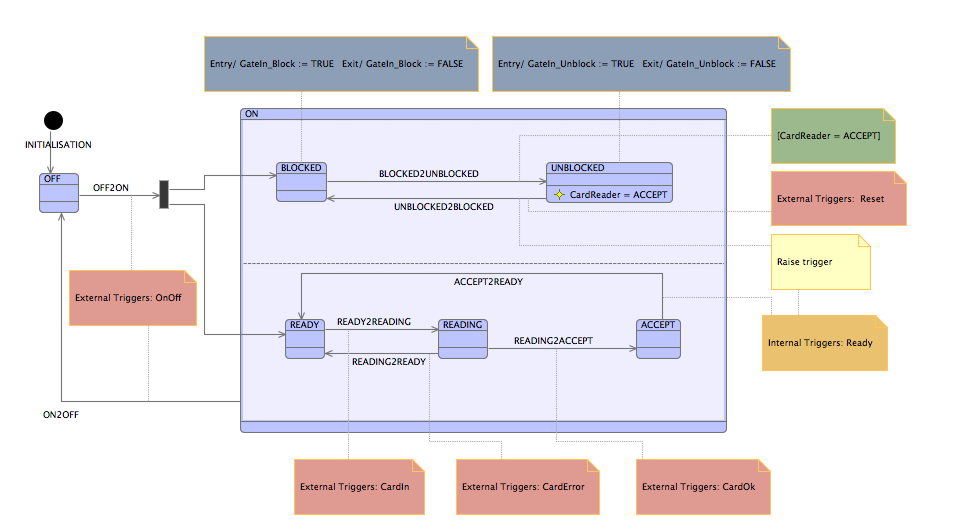 Entry/ GateIn_Block := TRUE   Exit/ GateIn_Block := FALSE
Entry/ GateIn_Unblock := TRUE   Exit/ GateIn_Unblock := FALSE
ON
[CardReader = ACCEPT]
INITIALISATION
BLOCKED
UNBLOCKED
OFF
BLOCKED2UNBLOCKED
OFF2ON
CardReader = ACCEPT
External Triggers:  Reset
UNBLOCKED2BLOCKED
Raise trigger
ACCEPT2READY
External Triggers: OnOff
READY
READY2READING
READING
ACCEPT
READING2ACCEPT
Internal Triggers: Ready
READING2READY
ON2OFF
External Triggers: CardIn
External Triggers: CardError
External Triggers: CardOk